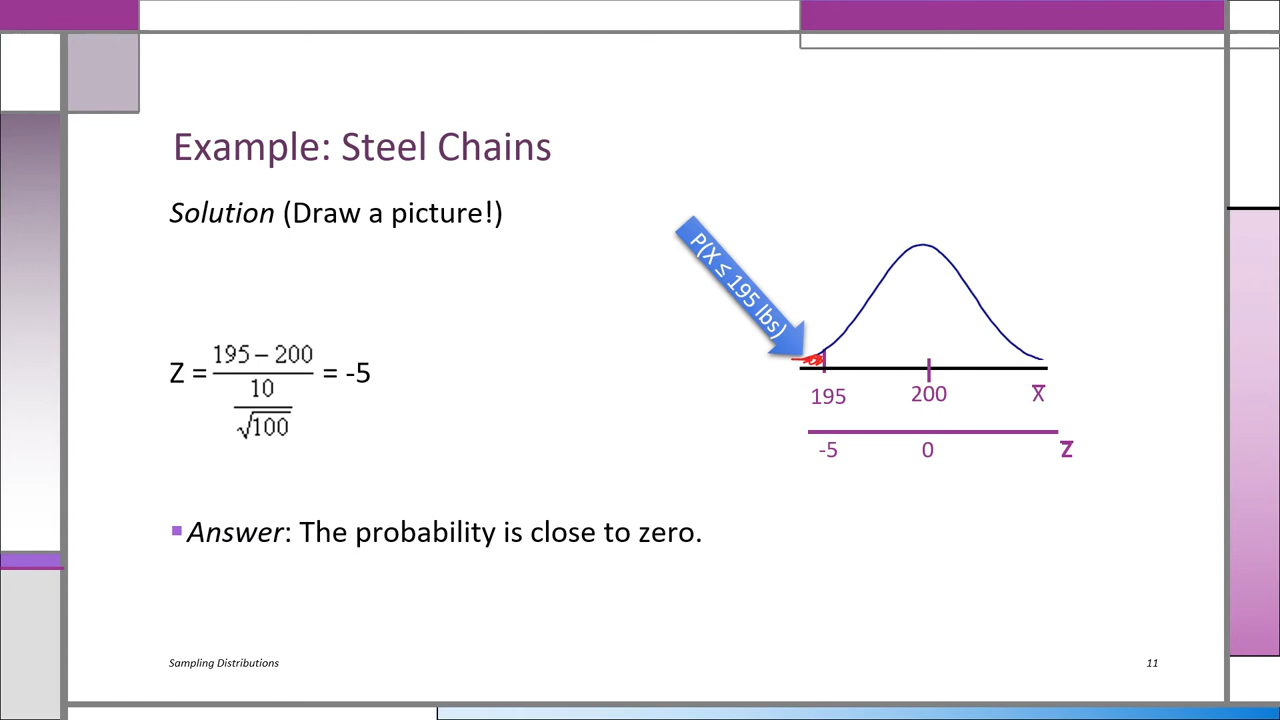 Example: Steel Chains
Solution (Draw a picture!)
P(X ≤ 195 lbs)
Z = 195 – 200 / 10 / √100 = -5
195 200 X̅
-5 0 Z
Answer: The probability is close to zero.
Sampling Distributions
11